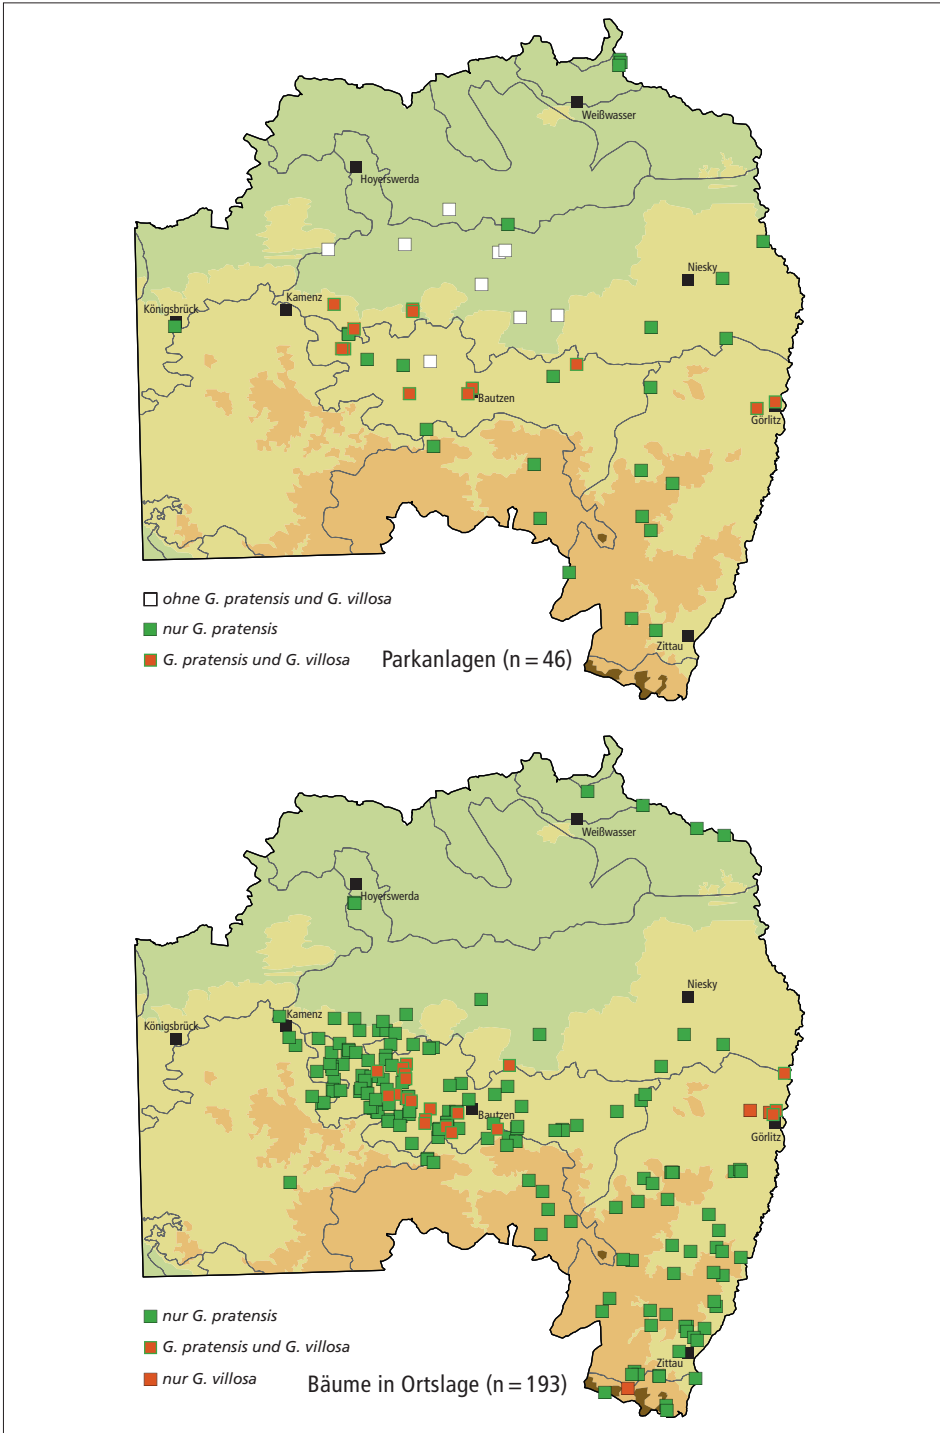 Weißwasser
Hoyerswerda
Niesky
Kamenz
Königsbrück
Bautzen
Görlitz
ohne G. pratensis und G. villosa
nur G. pratensis
Zittau
G. pratensis und G. villosa
Parkanlagen (n = 46)
Weißwasser
Hoyerswerda
Niesky
Kamenz
Königsbrück
Bautzen
Görlitz
nur G. pratensis
G. pratensis und G. villosa
Zittau
nur G. villosa
Bäume in Ortslage (n = 193)